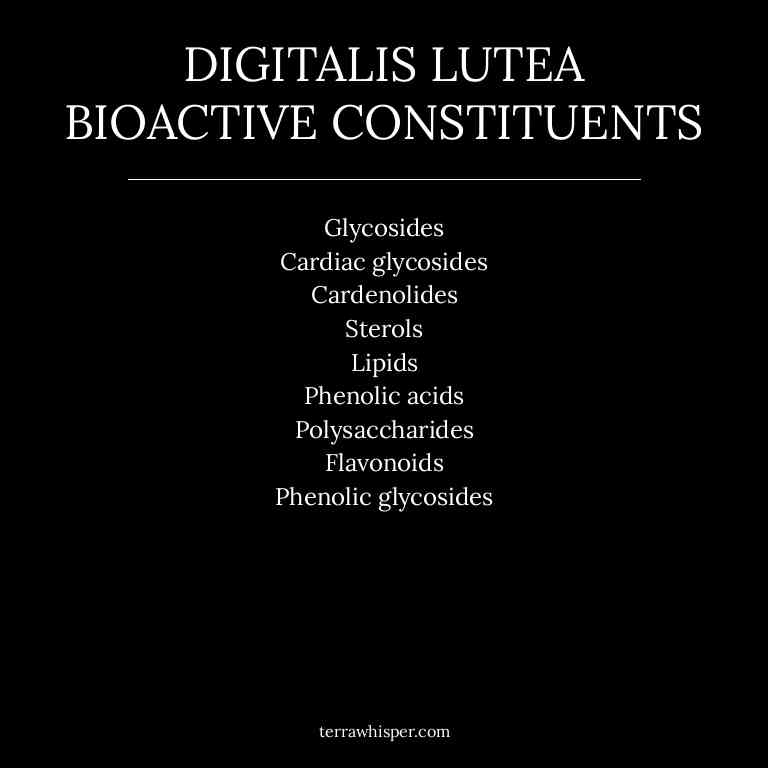 DIGITALIS LUTEA
BIOACTIVE CONSTITUENTS
Glycosides
Cardiac glycosides
Cardenolides
Sterols
Lipids
Phenolic acids
Polysaccharides
Flavonoids
Phenolic glycosides
terrawhisper.com